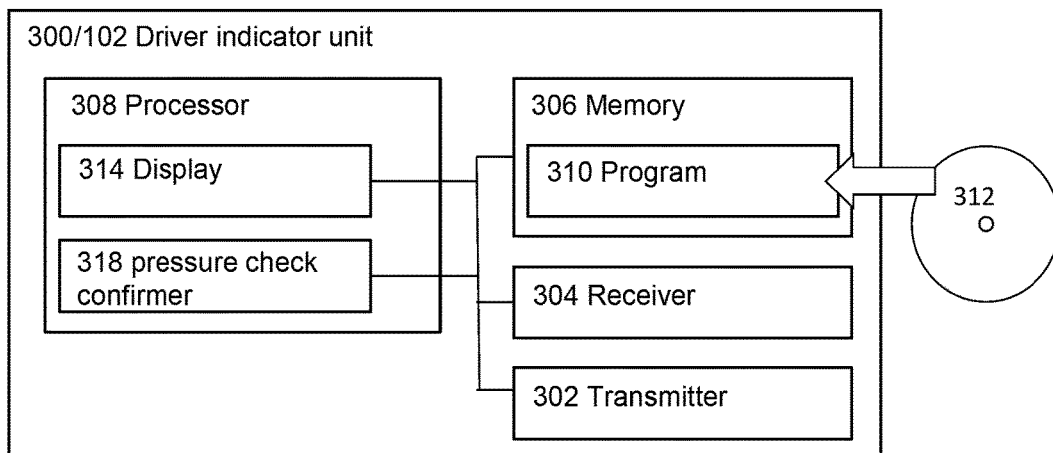 300/102 Driver indicator unit
308 Processor
314 Display
318 pressure check
confirmer
306 Memory
310 Program
304 Receiver
302 Transmitter
312